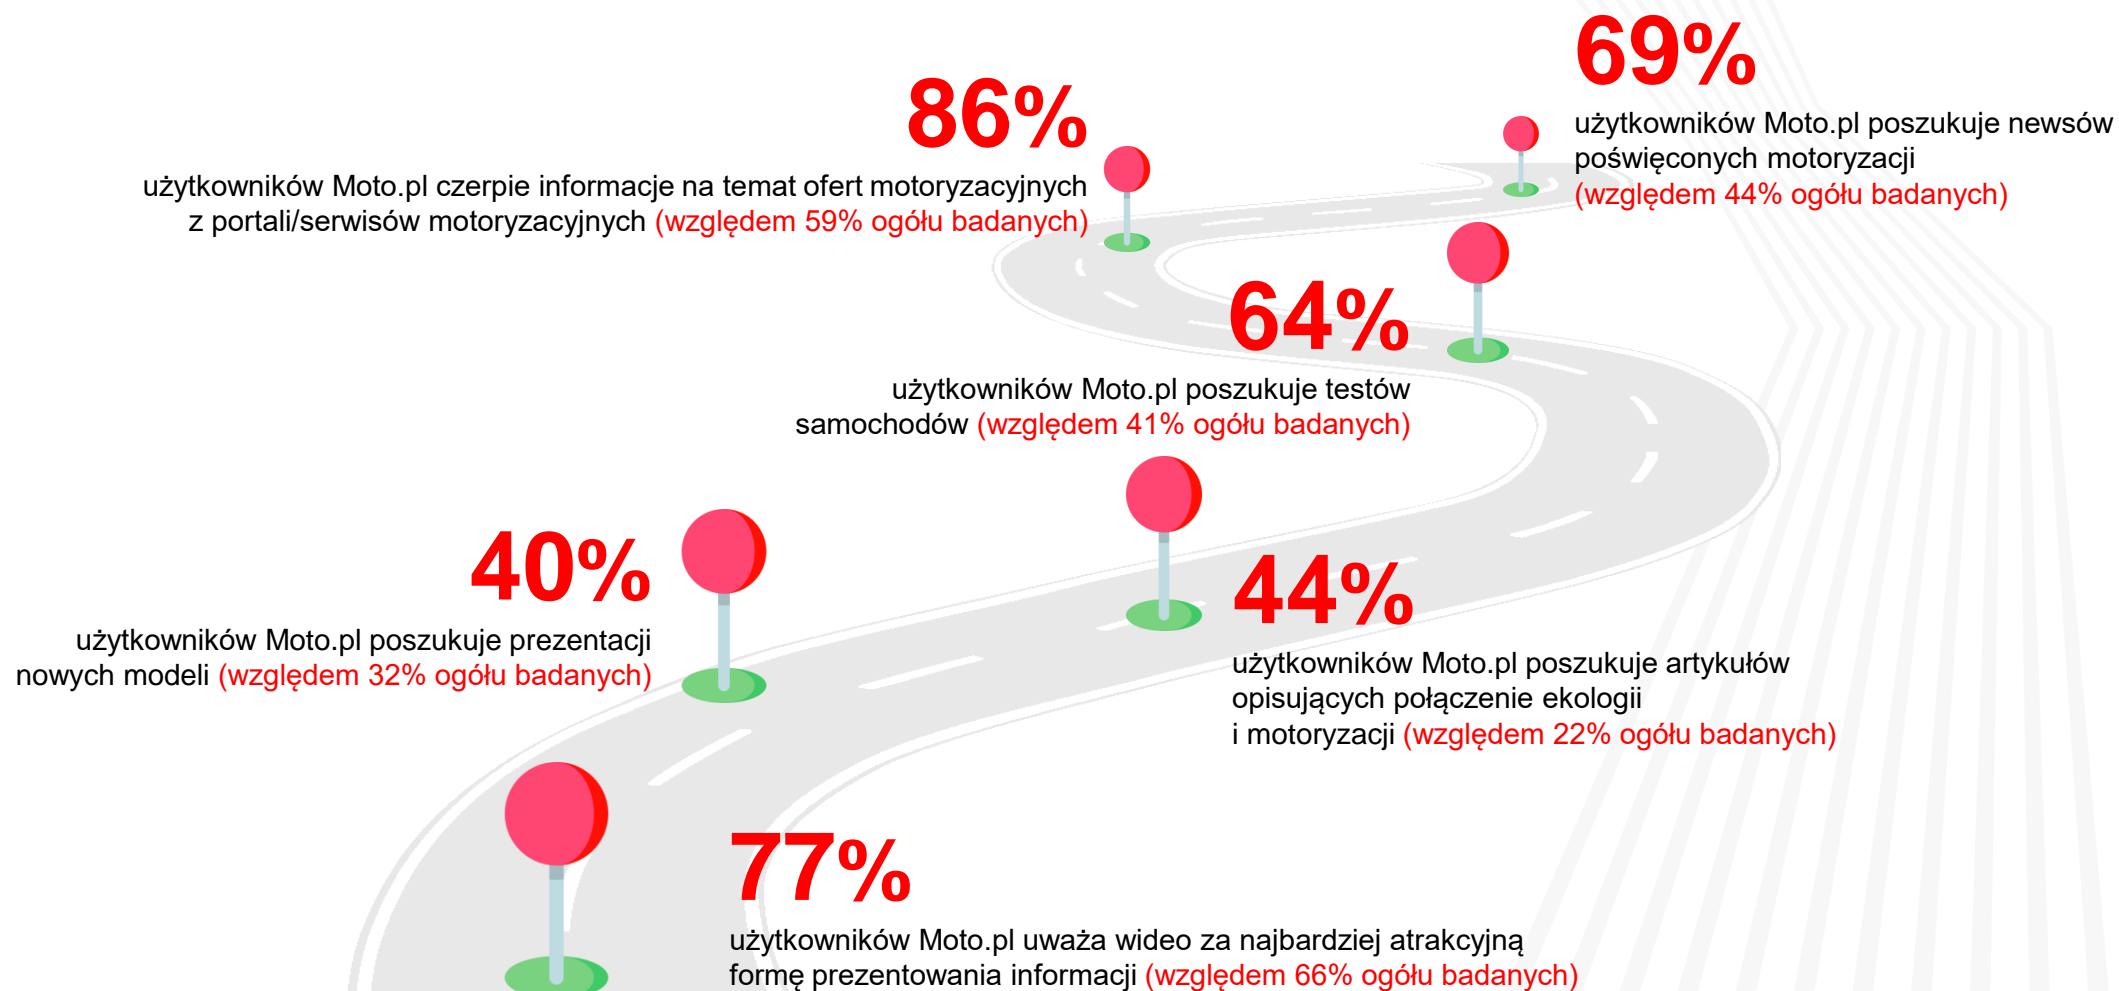 69%
użytkowników Moto.pl poszukuje newsów
poświęconych motoryzacji
(względem 44% ogółu badanych)
86%
użytkowników Moto.pl czerpie informacje na temat ofert motoryzacyjnych
z portali/serwisów motoryzacyjnych (względem 59% ogółu badanych)
64%
użytkowników Moto.pl poszukuje testów
samochodów (względem 41% ogółu badanych)
40%
użytkowników Moto.pl poszukuje prezentacji
nowych modeli (względem 32% ogółu badanych)
44%
użytkowników Moto.pl poszukuje artykułów
opisujących połączenie ekologii
i motoryzacji (względem 22% ogółu badanych)
77%
użytkowników Moto.pl uważa wideo za najbardziej atrakcyjną
formę prezentowania informacji (względem 66% ogółu badanych)